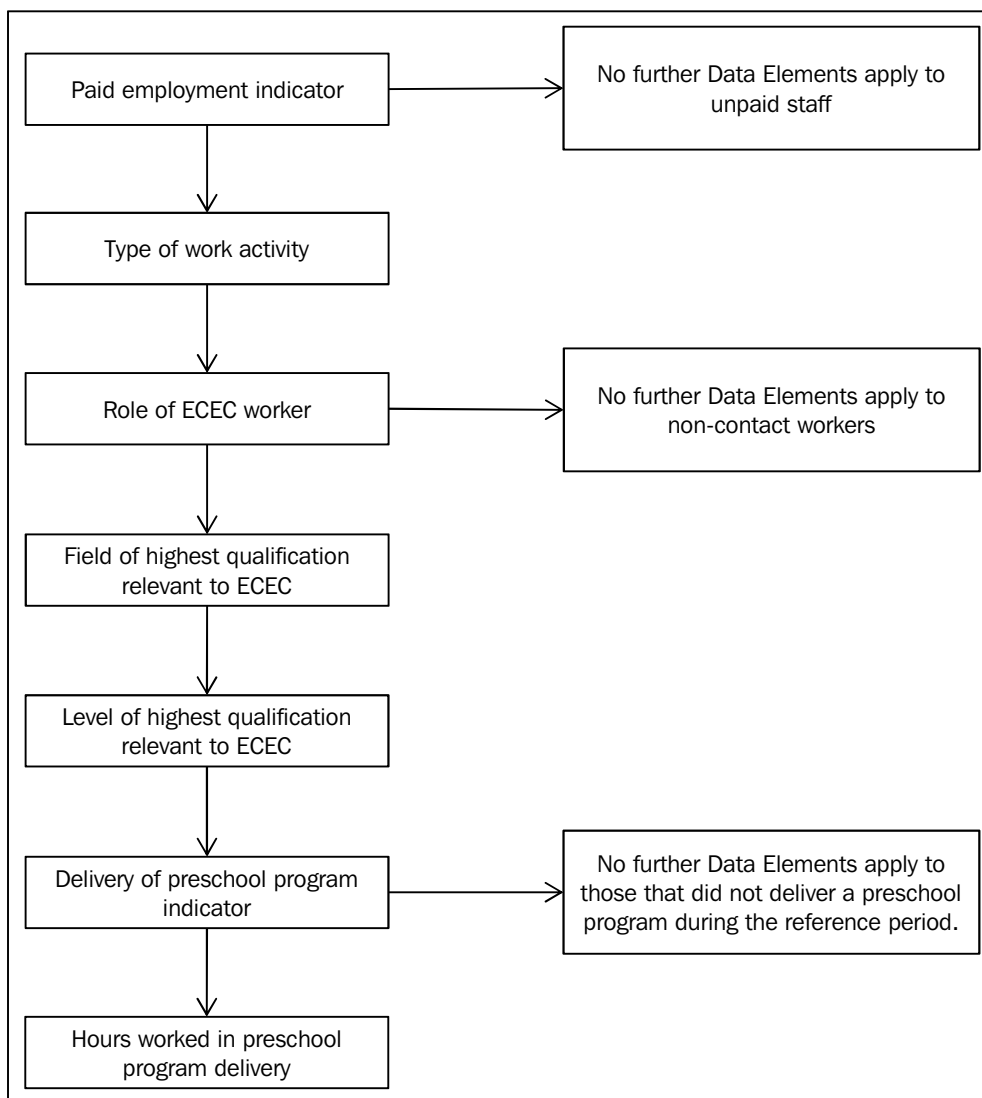 Paid employment indicator
No further Data Elements apply to
unpaid staff
Type of work activity
Role of ECEC worker
No further Data Elements apply to
non-contact workers
Field of highest qualification
relevant to ECEC
Level of highest qualification
relevant to ECEC
Delivery of preschool program
indicator
No further Data Elements apply to
those that did not deliver a preschool
program during the reference period.
Hours worked in preschool
program delivery